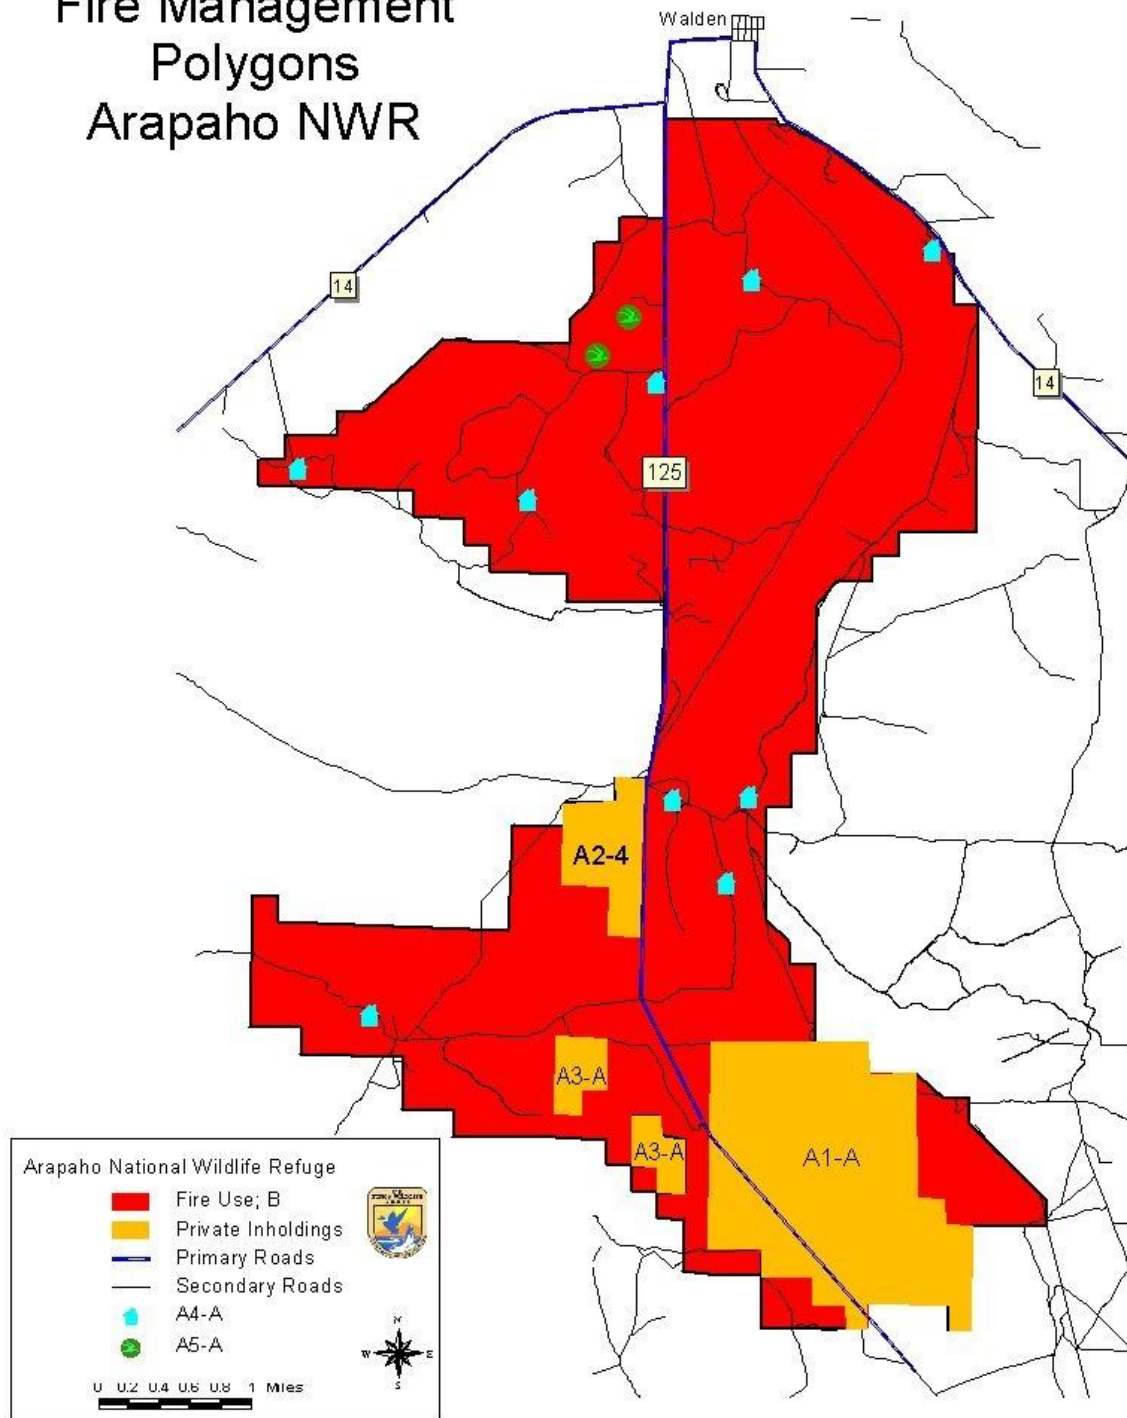 Fire Management
Polygons
Arapaho NWR
Walden
14
14
125
A2-4
A3-A
A3-A
A1-A
Arapaho National Wildlife Refuge
Fire Use; B
Private Inholdings
Primary Roads
Secondary Roads
A4-A
A5-A
N
W E
S
0 0.2 0.4 0.6 0.8 1 Miles